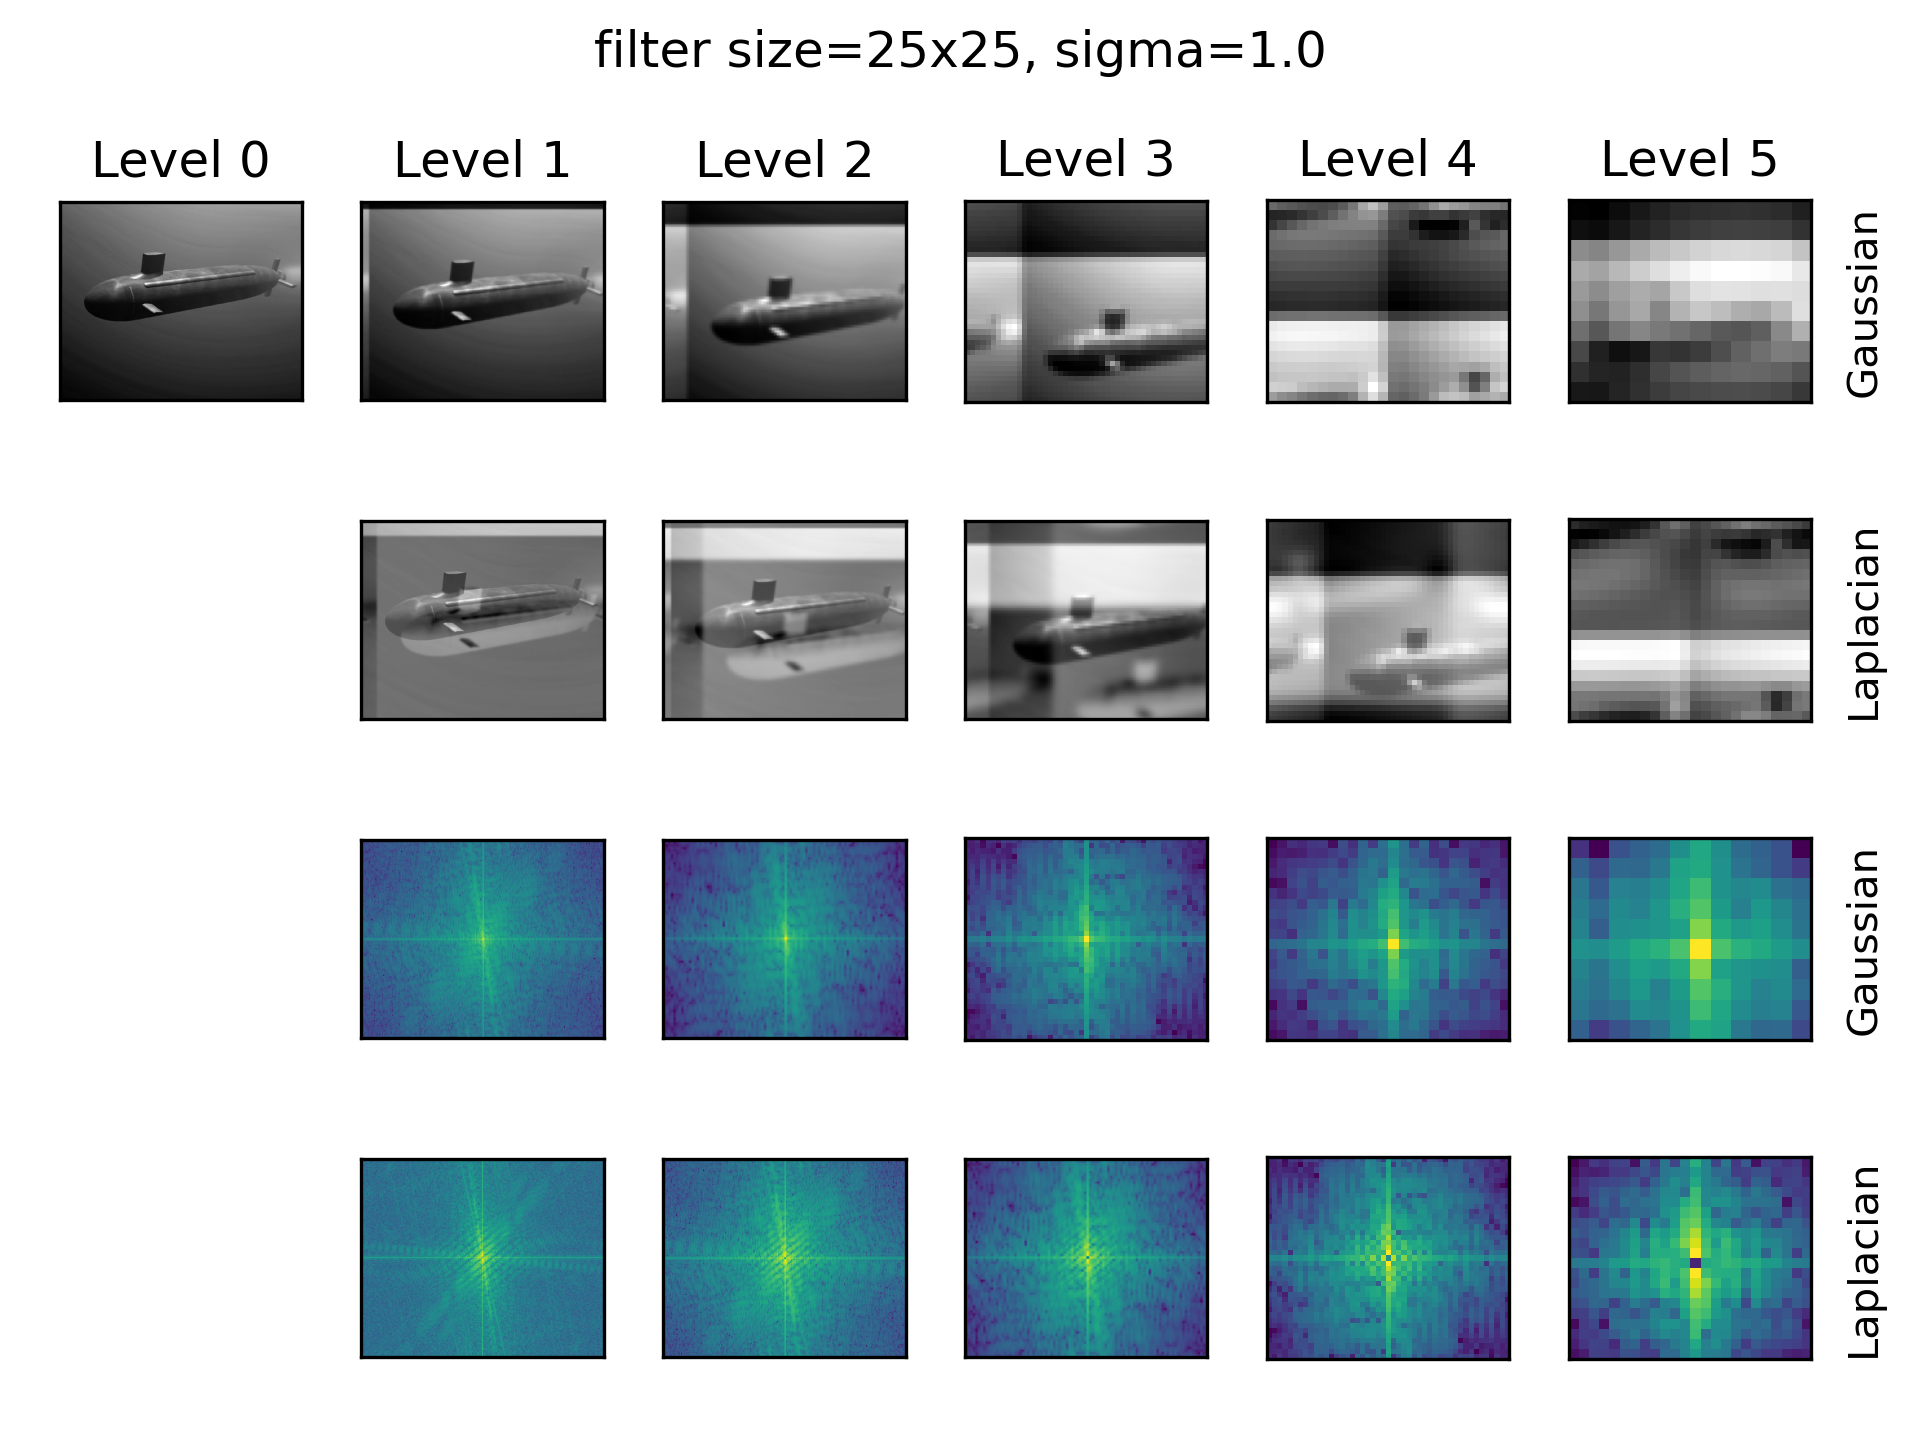 filter size=25x25, sigma=1.0
Level 0
Level 1
Level 2
Level 3
Level 4
Level 5
Gaussian
Laplacian
Gaussian
Laplacian